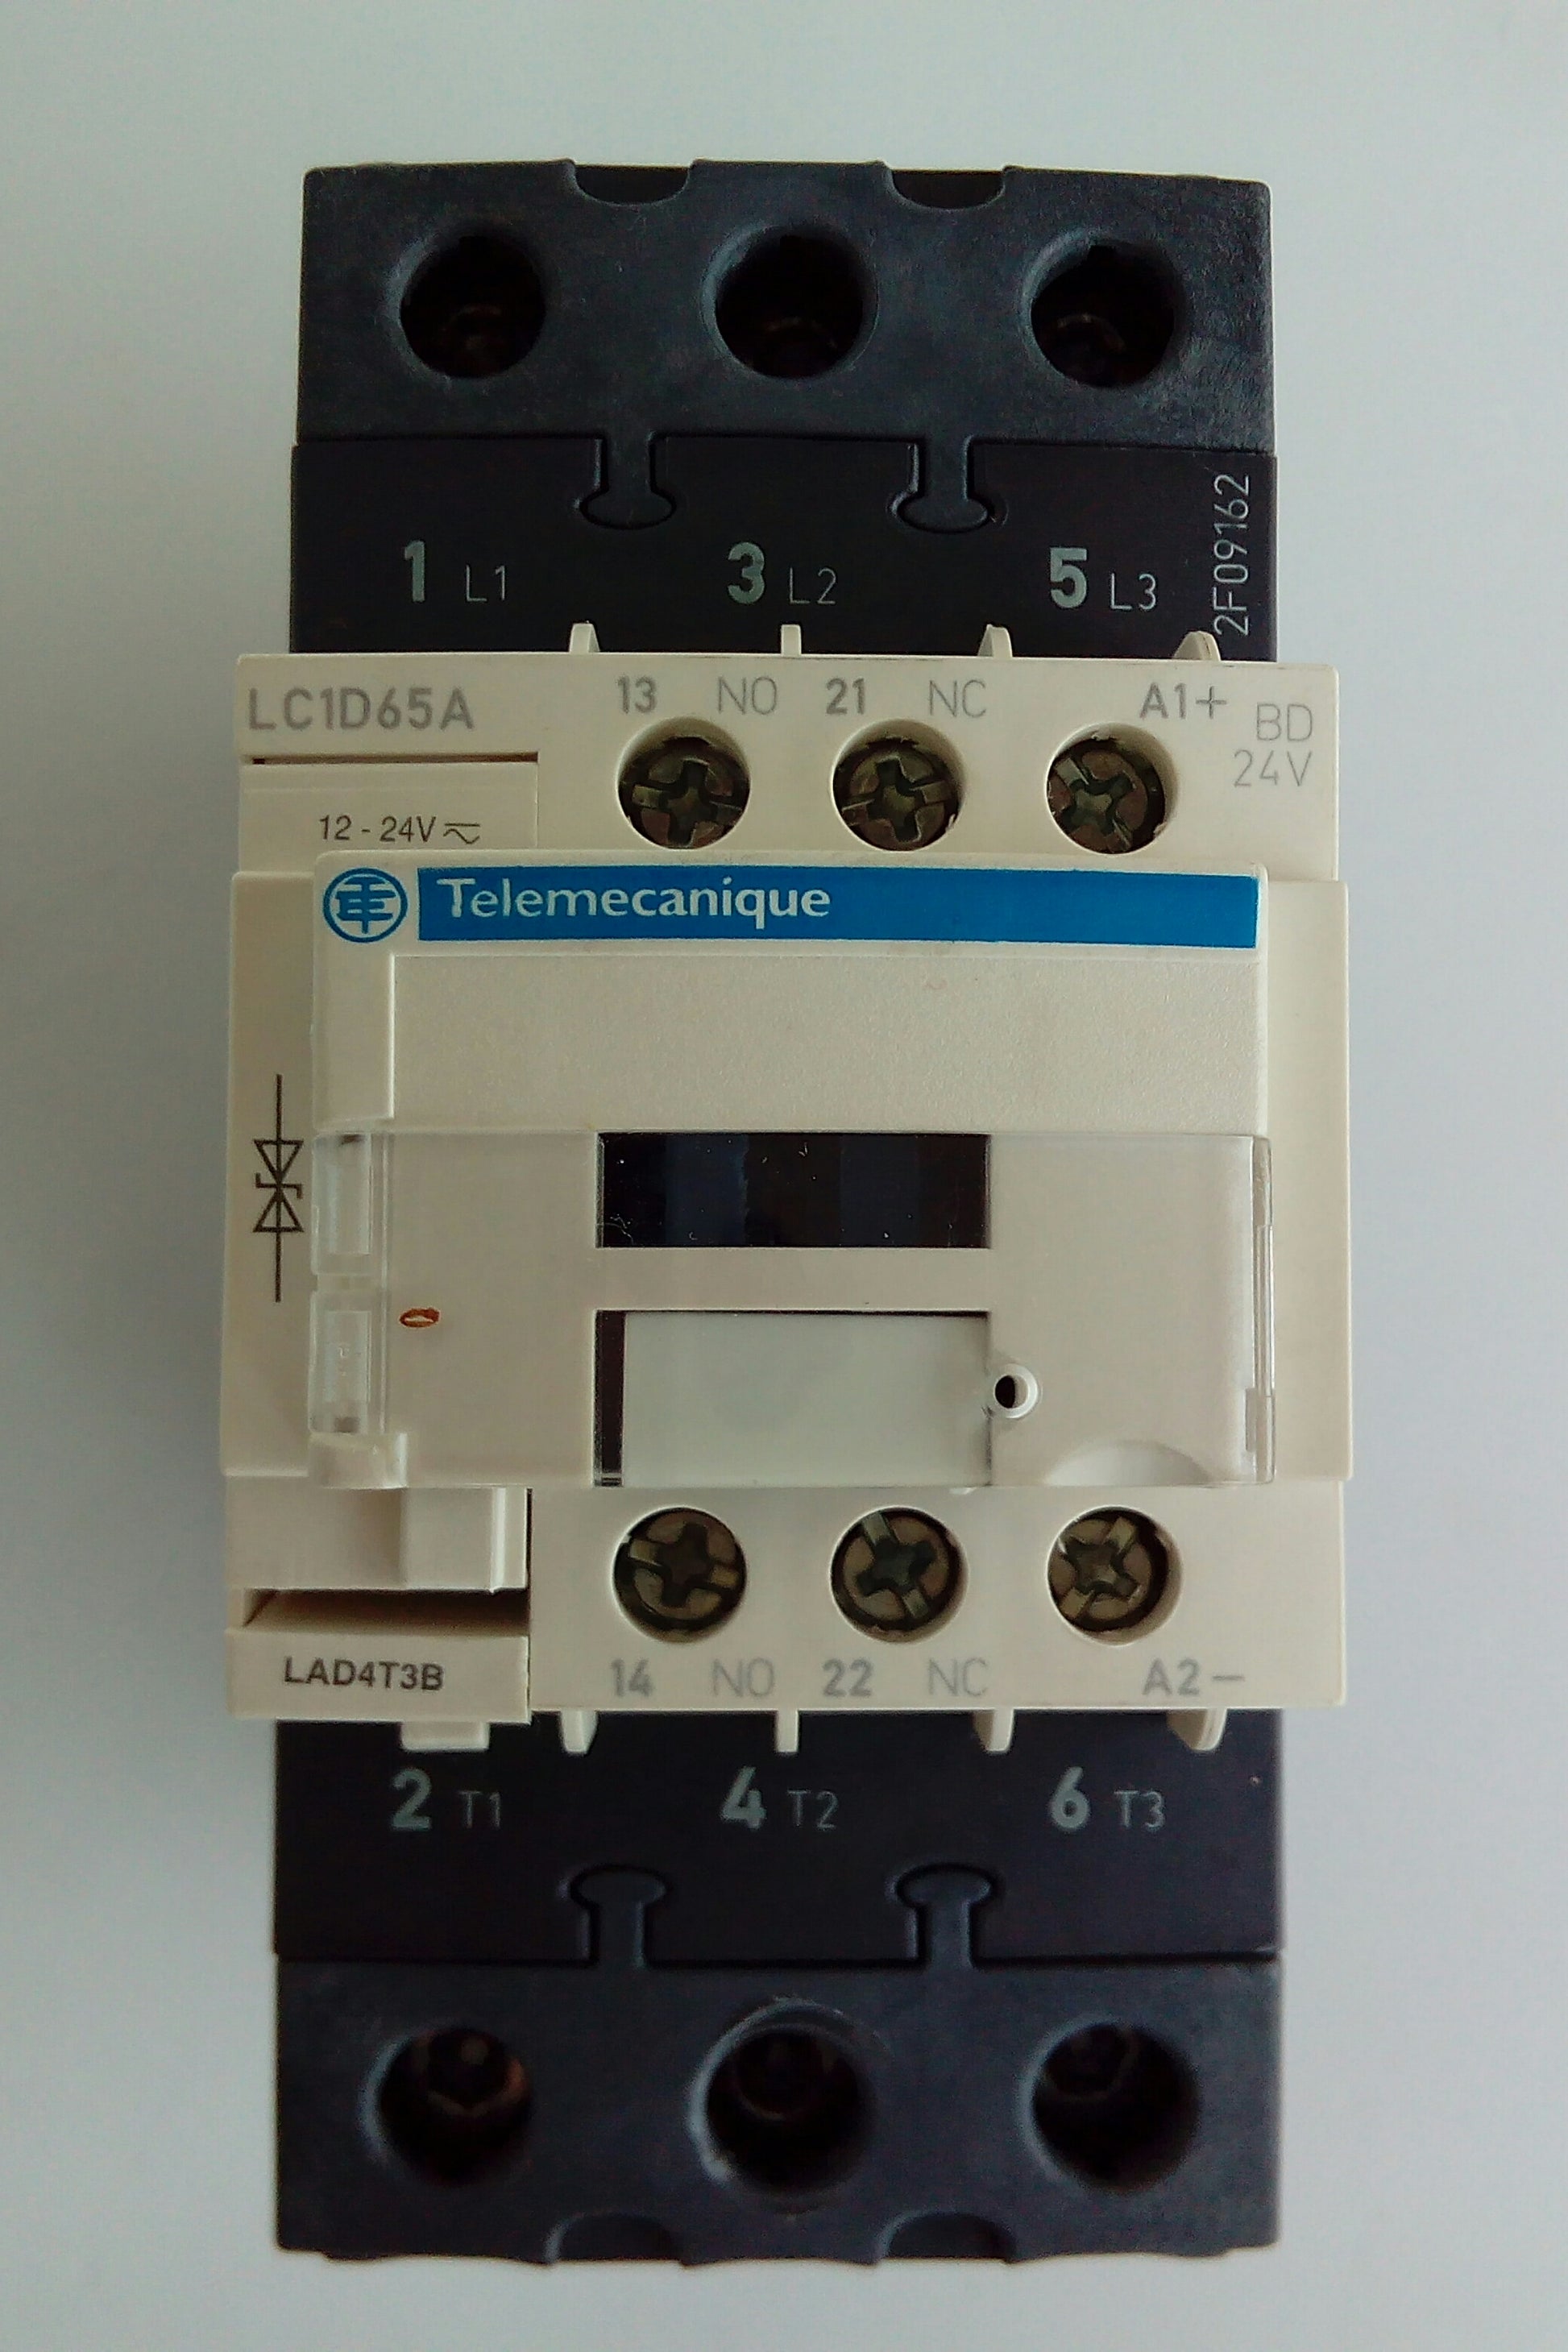 1 L1 3 L2 5 L3
2F09162
LC1D65A
13 NO 21 NC A1+
BD
24V
12 - 24V
Telemecanique
14 NO 22 NC A2−
LAD4T3B
2 T1 4 T2 6 T3